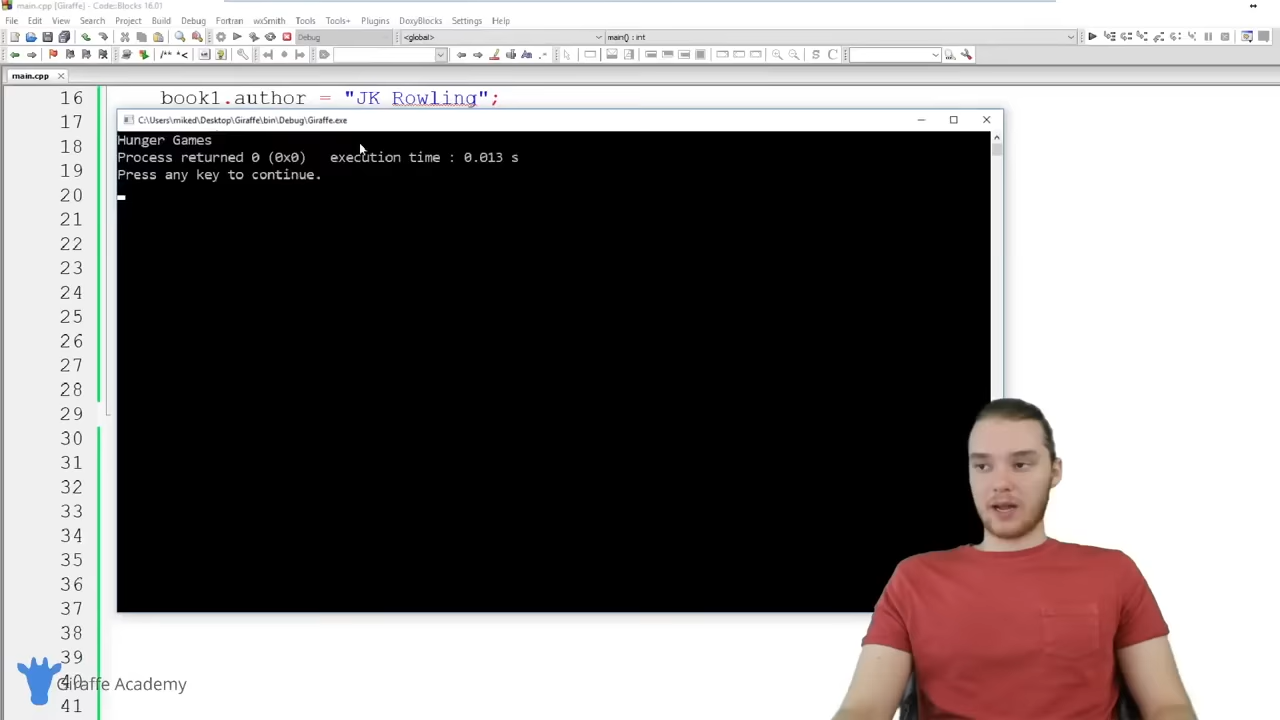 main.cpp [Giraffe] - Code::Blocks 16.01
File Edit View Search Project Build Debug Fortran wxSmith Tools Tools+ Plugins DoxyBlocks Settings Help
Debug <global> main() : int
/** *< S C
main.cpp
16 book1.author = "JK Rowling";
17 C:\Users\miked\Desktop\Giraffe\bin\Debug\Giraffe.exe
Hunger Games
18 Process returned 0 (0x0) execution time : 0.013 s
19 Press any key to continue.
20
21
22
23
24
25
26
27
28
29
30
31
32
33
34
35
36
37
38
39
40
Giraffe Academy
41